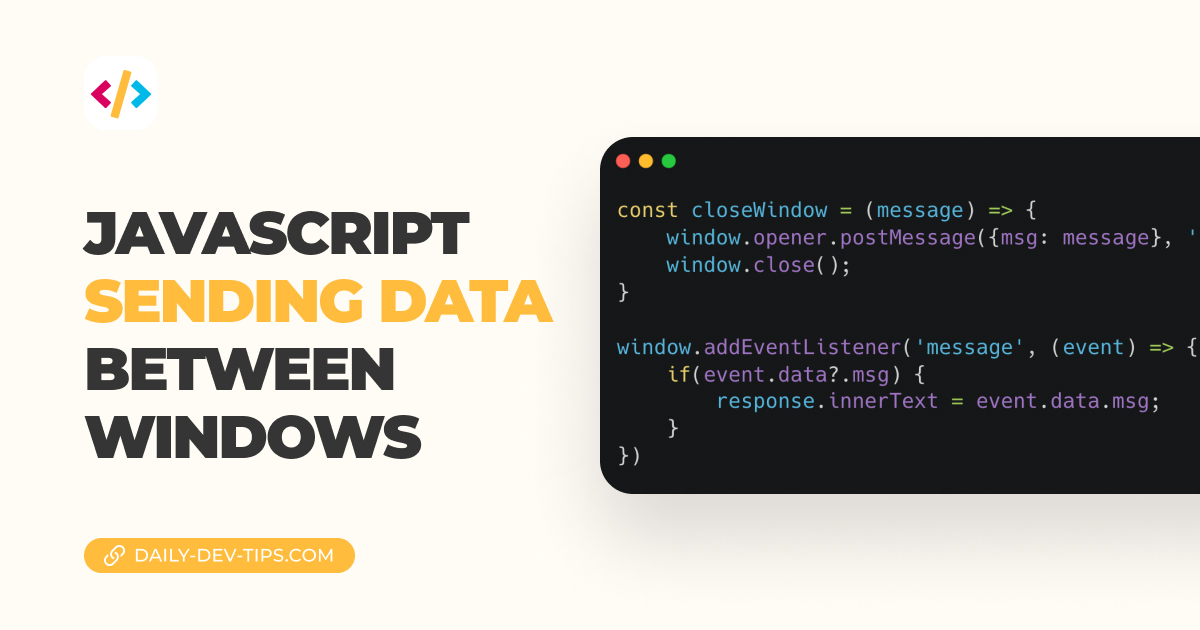 JAVASCRIPT
SENDING DATA
BETWEEN
WINDOWS
DAILY-DEV-TIPS.COM
const closeWindow = (message) => {
    window.opener.postMessage({msg: message}, '
    window.close();
}
window.addEventListener('message', (event) => {
    if(event.data?.msg) {
        response.innerText = event.data.msg;
    }
})